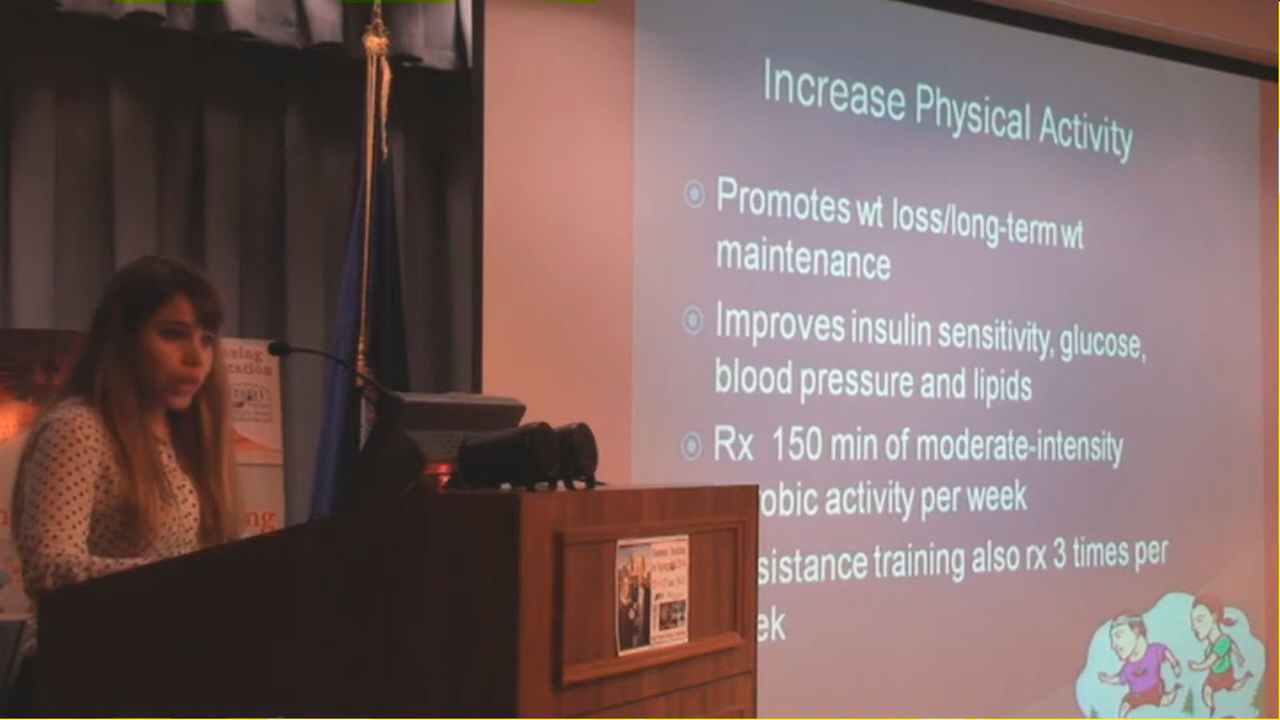 Increase Physical Activity
Promotes wt loss/long-term wt
maintenance
Improves insulin sensitivity, glucose,
blood pressure and lipids
Rx 150 min of moderate-intensity
obic activity per week
sistance training also rx 3 times per
ek